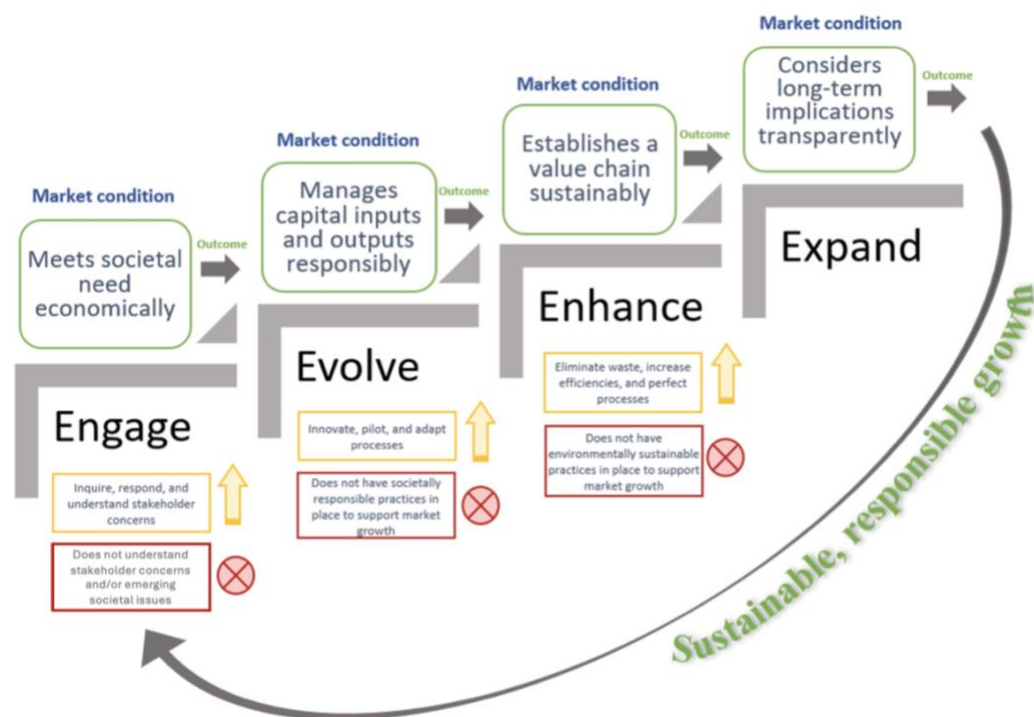 Market condition
Meets societal
need
economically
Outcome
Engage
Inquire, respond, and
understand stakeholder
concerns
Does not understand
stakeholder concerns
and/or emerging
societal issues
Market condition
Manages
capital inputs
and outputs
responsibly
Outcome
Evolve
Innovate, pilot, and adapt
processes
Does not have societally
responsible practices in
place to support market
growth
Market condition
Establishes a
value chain
sustainably
Outcome
Enhance
Eliminate waste, increase
efficiencies, and perfect
processes
Does not have
environmentally sustainable
practices in place to support
market growth
Market condition
Considers
long-term
implications
transparently
Outcome
Expand
Sustainable, responsible growth